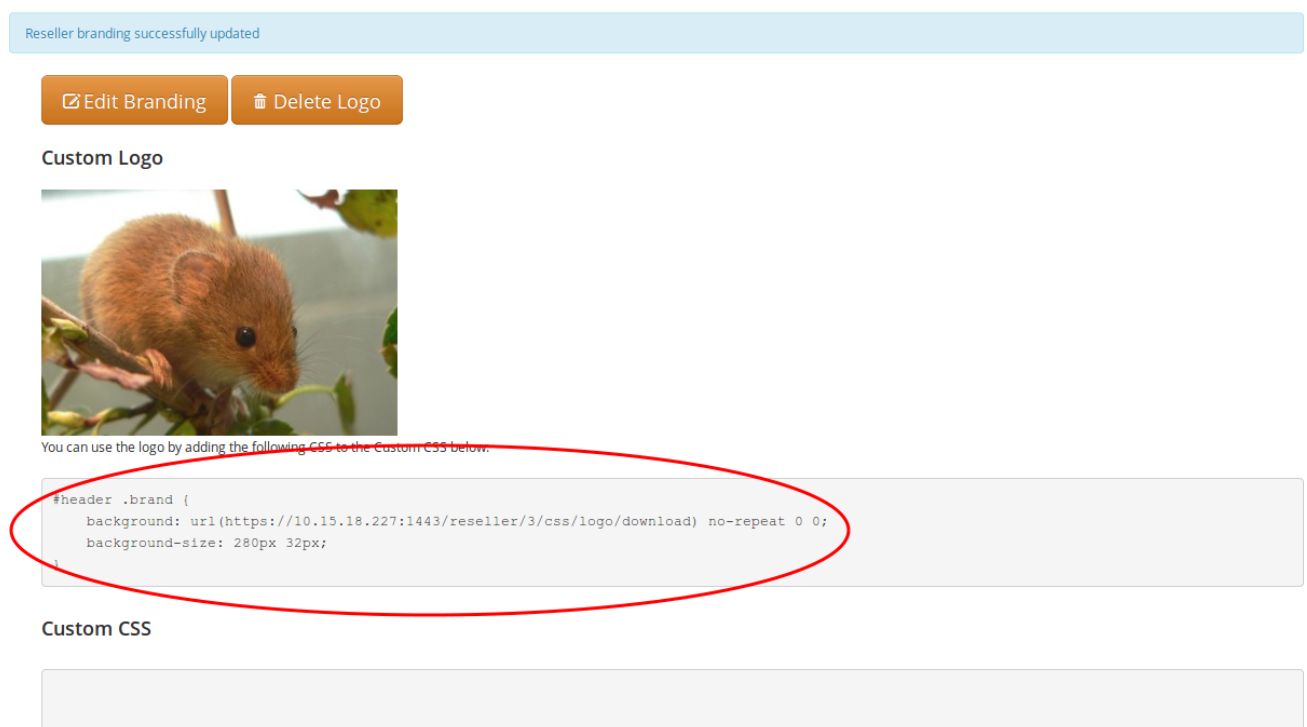 Reseller branding successfully updated
Edit Branding Delete Logo
Custom Logo
You can use the logo by adding the following CSS to the Custom CSS below:
#header .brand {
    background: url(https://10.15.18.227:1443/reseller/3/css/logo/download) no-repeat 0 0;
    background-size: 280px 32px;
}
Custom CSS